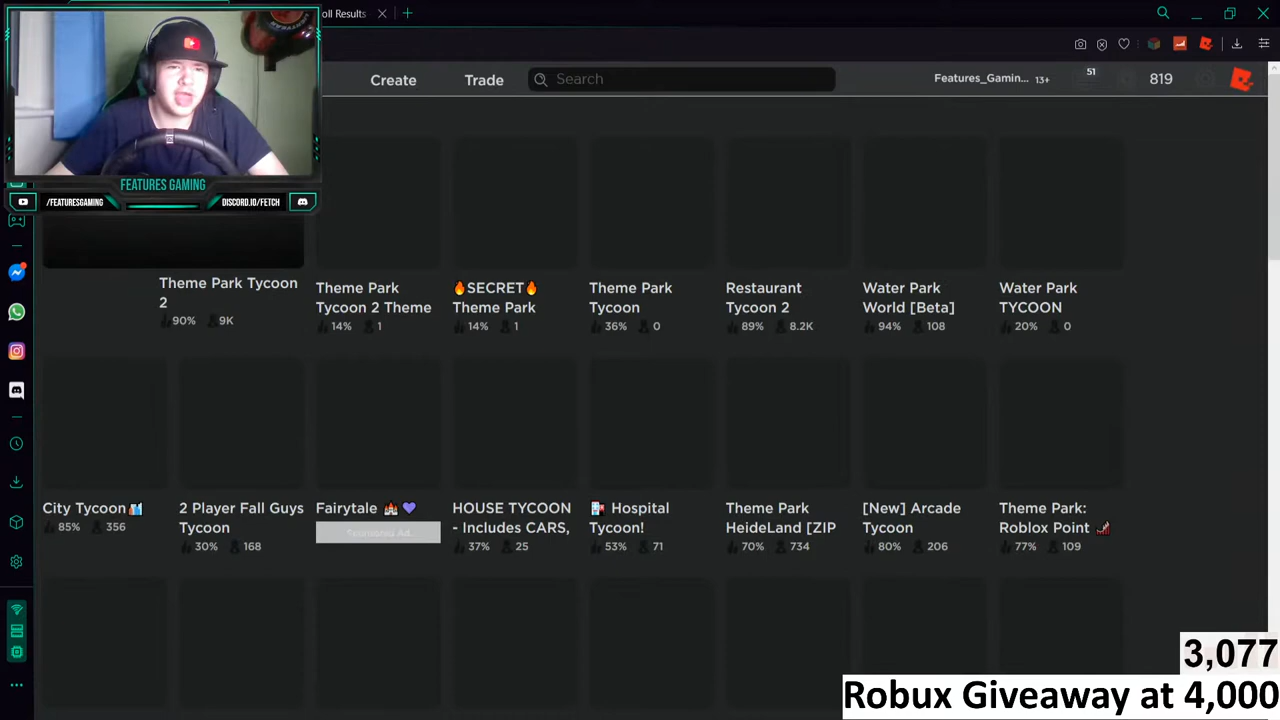 oll Results
Create
Trade
Search
Features_Gamin... 13+
51
819
FEATURES GAMING
/FEATURESGAMING
DISCORD.IO/FETCH
Theme Park Tycoon
2
90% 9K
Theme Park
Tycoon 2 Theme
14% 1
🔥SECRET🔥
Theme Park
14% 1
Theme Park
Tycoon
36% 0
Restaurant
Tycoon 2
89% 8.2K
Water Park
World [Beta]
94% 108
Water Park
TYCOON
20% 0
City Tycoon
85% 356
2 Player Fall Guys
Tycoon
30% 168
Fairytale 🏰 💜
Sponsored Ad
HOUSE TYCOON
- Includes CARS,
37% 25
🏥 Hospital
Tycoon!
53% 71
Theme Park
HeideLand [ZIP
70% 734
[New] Arcade
Tycoon
80% 206
Theme Park:
Roblox Point 🎢
77% 109
3,077
Robux Giveaway at 4,000